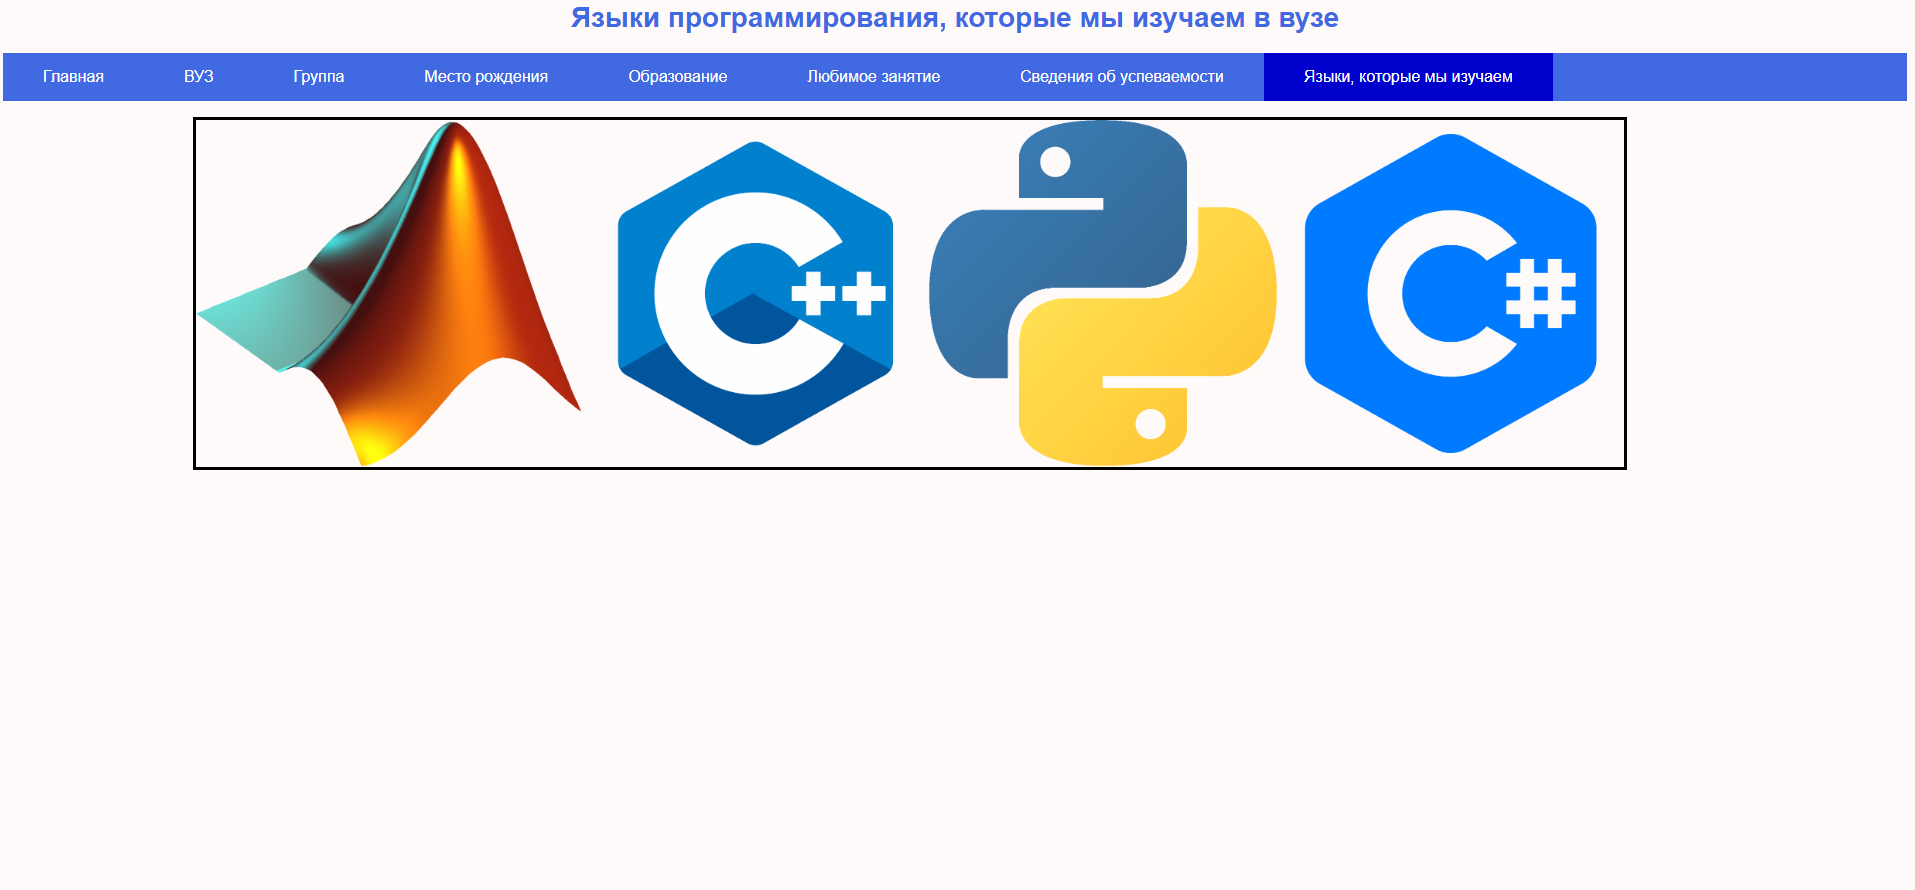 Языки программирования, которые мы изучаем в вузе
Главная ВУЗ Группа Место рождения Образование Любимое занятие Сведения об успеваемости Языки, которые мы изучаем
C++ C#